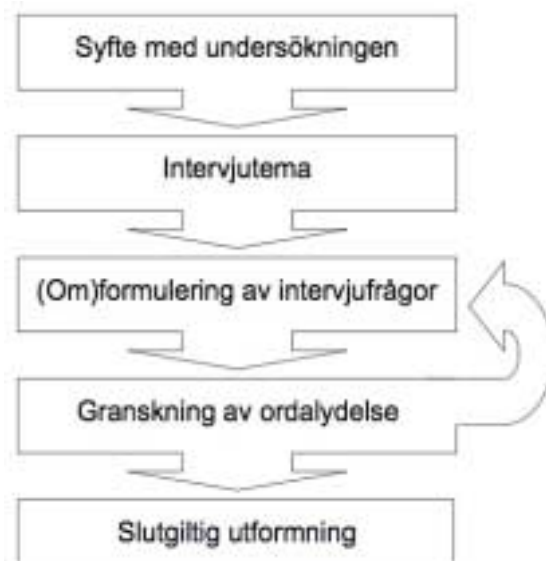 Syfte med undersökningen
Intervjutema
(Om)formulering av intervjufrågor
Granskning av ordalydelse
Slutgiltig utformning